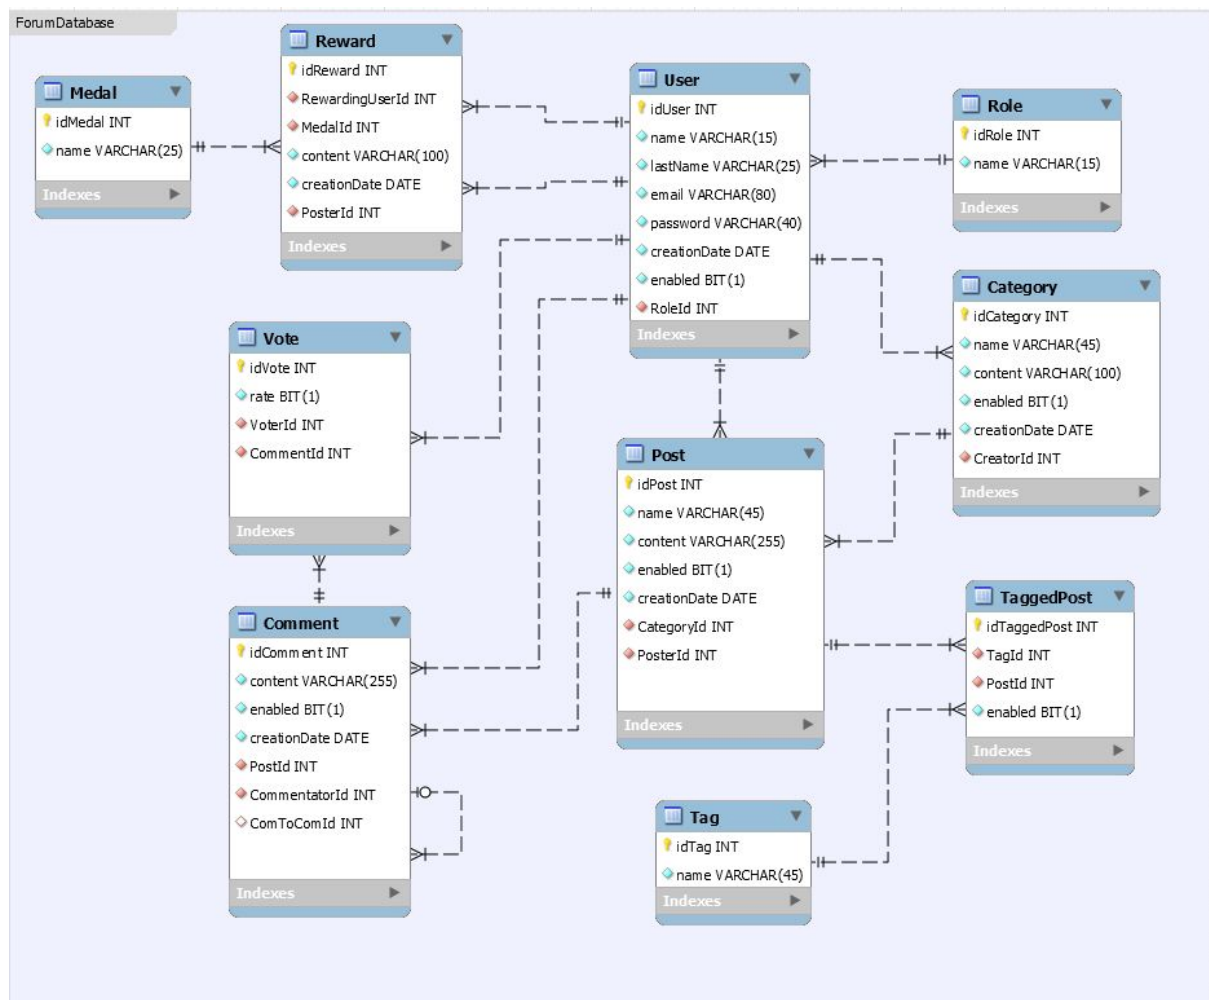 ForumDatabase
Medal
idMedal INT
name VARCHAR(25)
Indexes
Reward
idReward INT
RewardingUserId INT
MedalId INT
content VARCHAR(100)
creationDate DATE
PosterId INT
Indexes
User
idUser INT
name VARCHAR(15)
lastName VARCHAR(25)
email VARCHAR(80)
password VARCHAR(40)
creationDate DATE
enabled BIT(1)
RoleId INT
Indexes
Role
idRole INT
name VARCHAR(15)
Indexes
Category
idCategory INT
name VARCHAR(45)
content VARCHAR(100)
enabled BIT(1)
creationDate DATE
CreatorId INT
Indexes
Vote
idVote INT
rate BIT(1)
VoterId INT
CommentId INT
Indexes
Post
idPost INT
name VARCHAR(45)
content VARCHAR(255)
enabled BIT(1)
creationDate DATE
CategoryId INT
PosterId INT
Indexes
Comment
idComment INT
content VARCHAR(255)
enabled BIT(1)
creationDate DATE
PostId INT
CommentatorId INT
ComToComId INT
Indexes
TaggedPost
idTaggedPost INT
TagId INT
PostId INT
enabled BIT(1)
Indexes
Tag
idTag INT
name VARCHAR(45)
Indexes